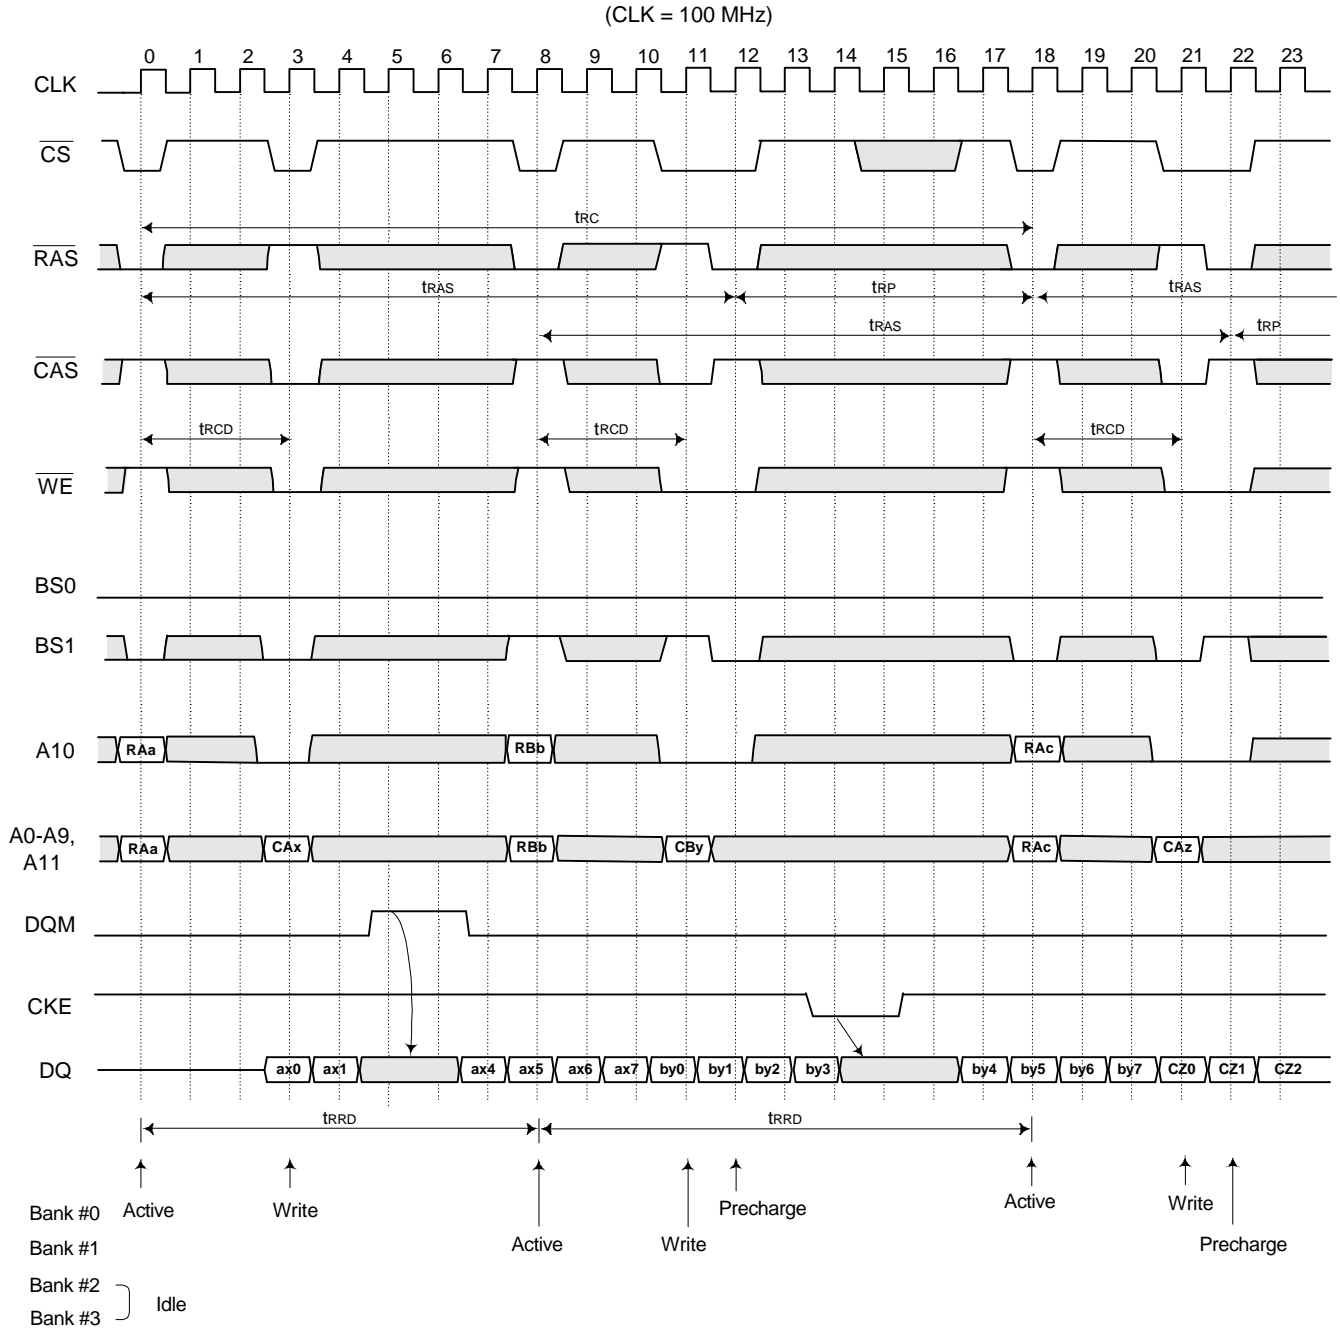 (CLK = 100 MHz)
0 1 2 3 4 5 6 7 8 9 10 11 12 13 14 15 16 17 18 19 20 21 22 23
CLK
CS
tRC
RAS
tRAS tRP tRAS
tRAS tRP
CAS
tRCD tRCD tRCD
WE
BS0
BS1
A10 RAa RBb RAc
A0-A9,
A11
RAa CAx RBb CBy RAc CAz
DQM
CKE
DQ ax0 ax1 ax4 ax5 ax6 ax7 by0 by1 by2 by3 by4 by5 by6 by7 CZ0 CZ1 CZ2
tRRD tRRD
Bank #0 Active Write Precharge Active Write
Bank #1 Active Write Precharge
Bank #2
Idle
Bank #3